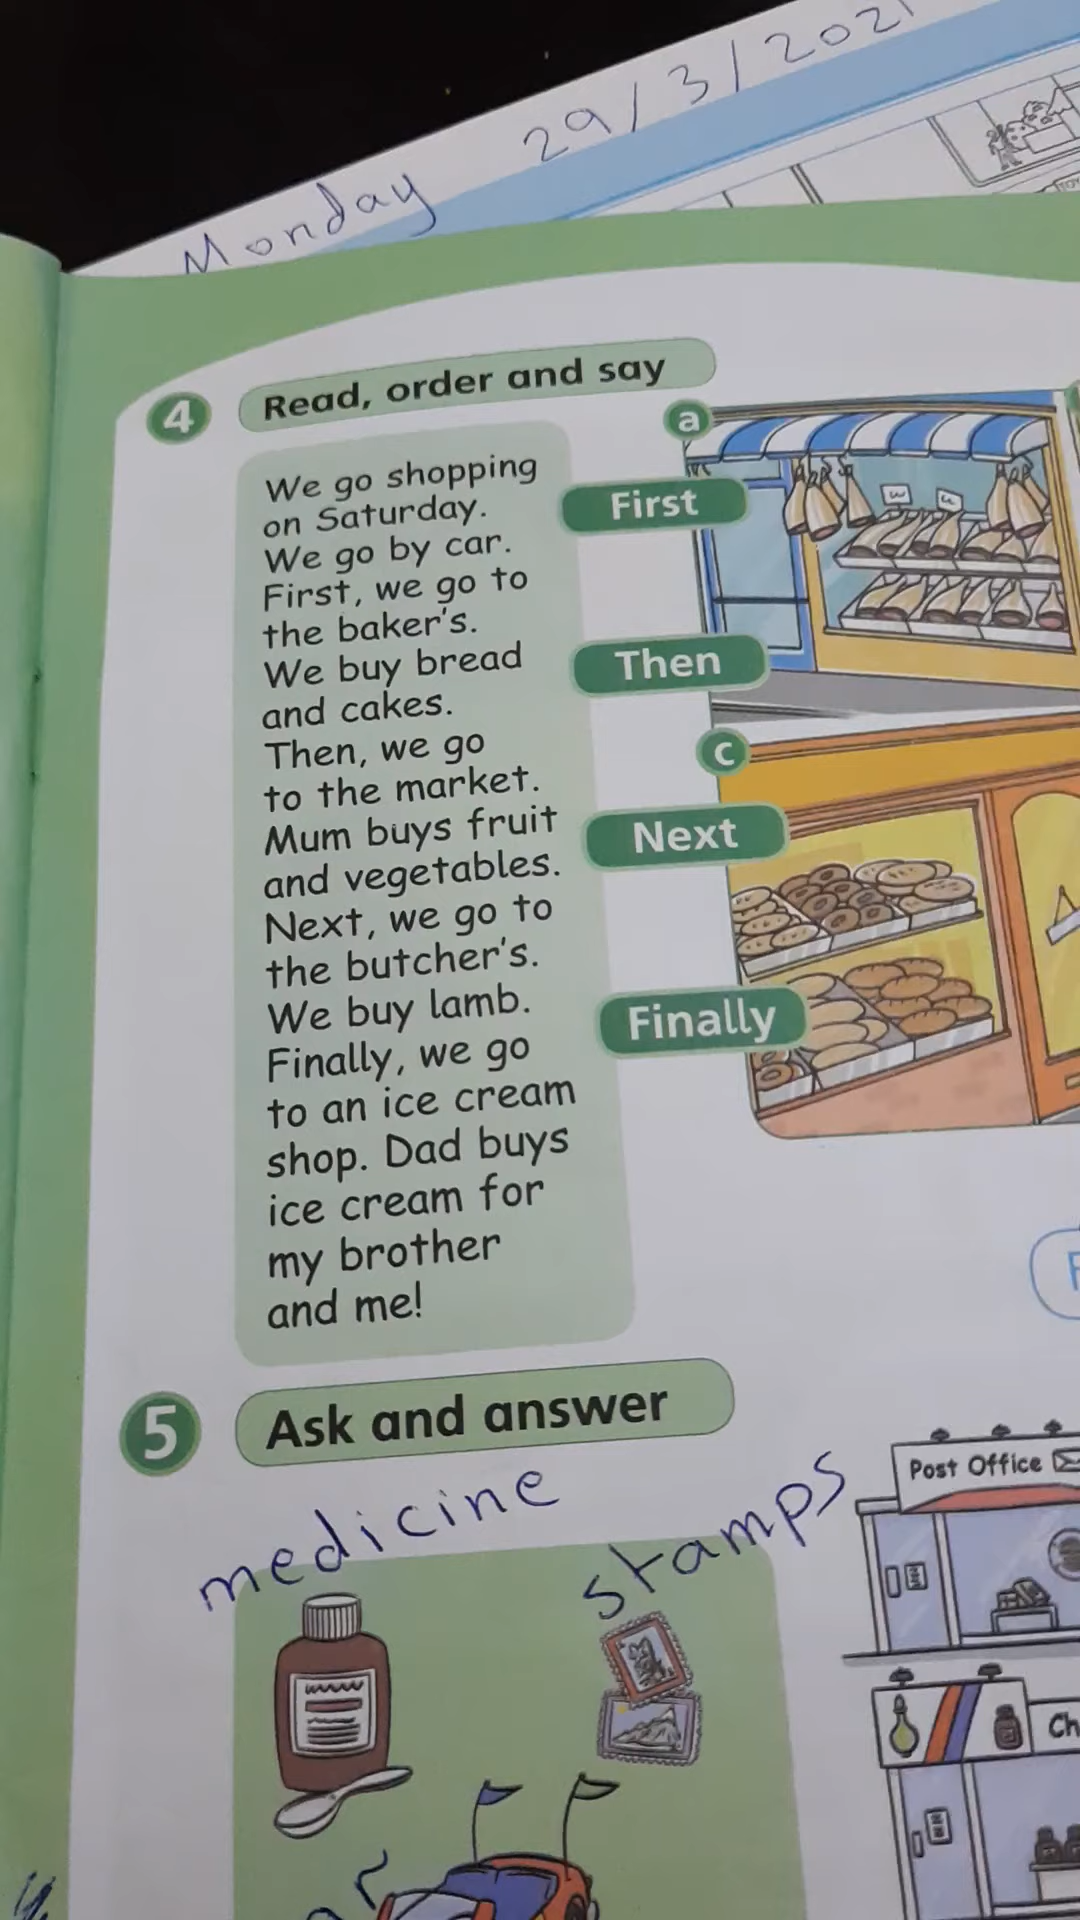 Monday 29/3/2021
4 Read, order and say
We go shopping
on Saturday.
We go by car.
First, we go to
the baker's.
We buy bread
and cakes.
Then, we go
to the market.
Mum buys fruit
and vegetables.
Next, we go to
the butcher's.
We buy lamb.
Finally, we go
to an ice cream
shop. Dad buys
ice cream for
my brother
and me!
a
First
Then
c
Next
Finally
5 Ask and answer
medicine
stamps
Post Office
Ch